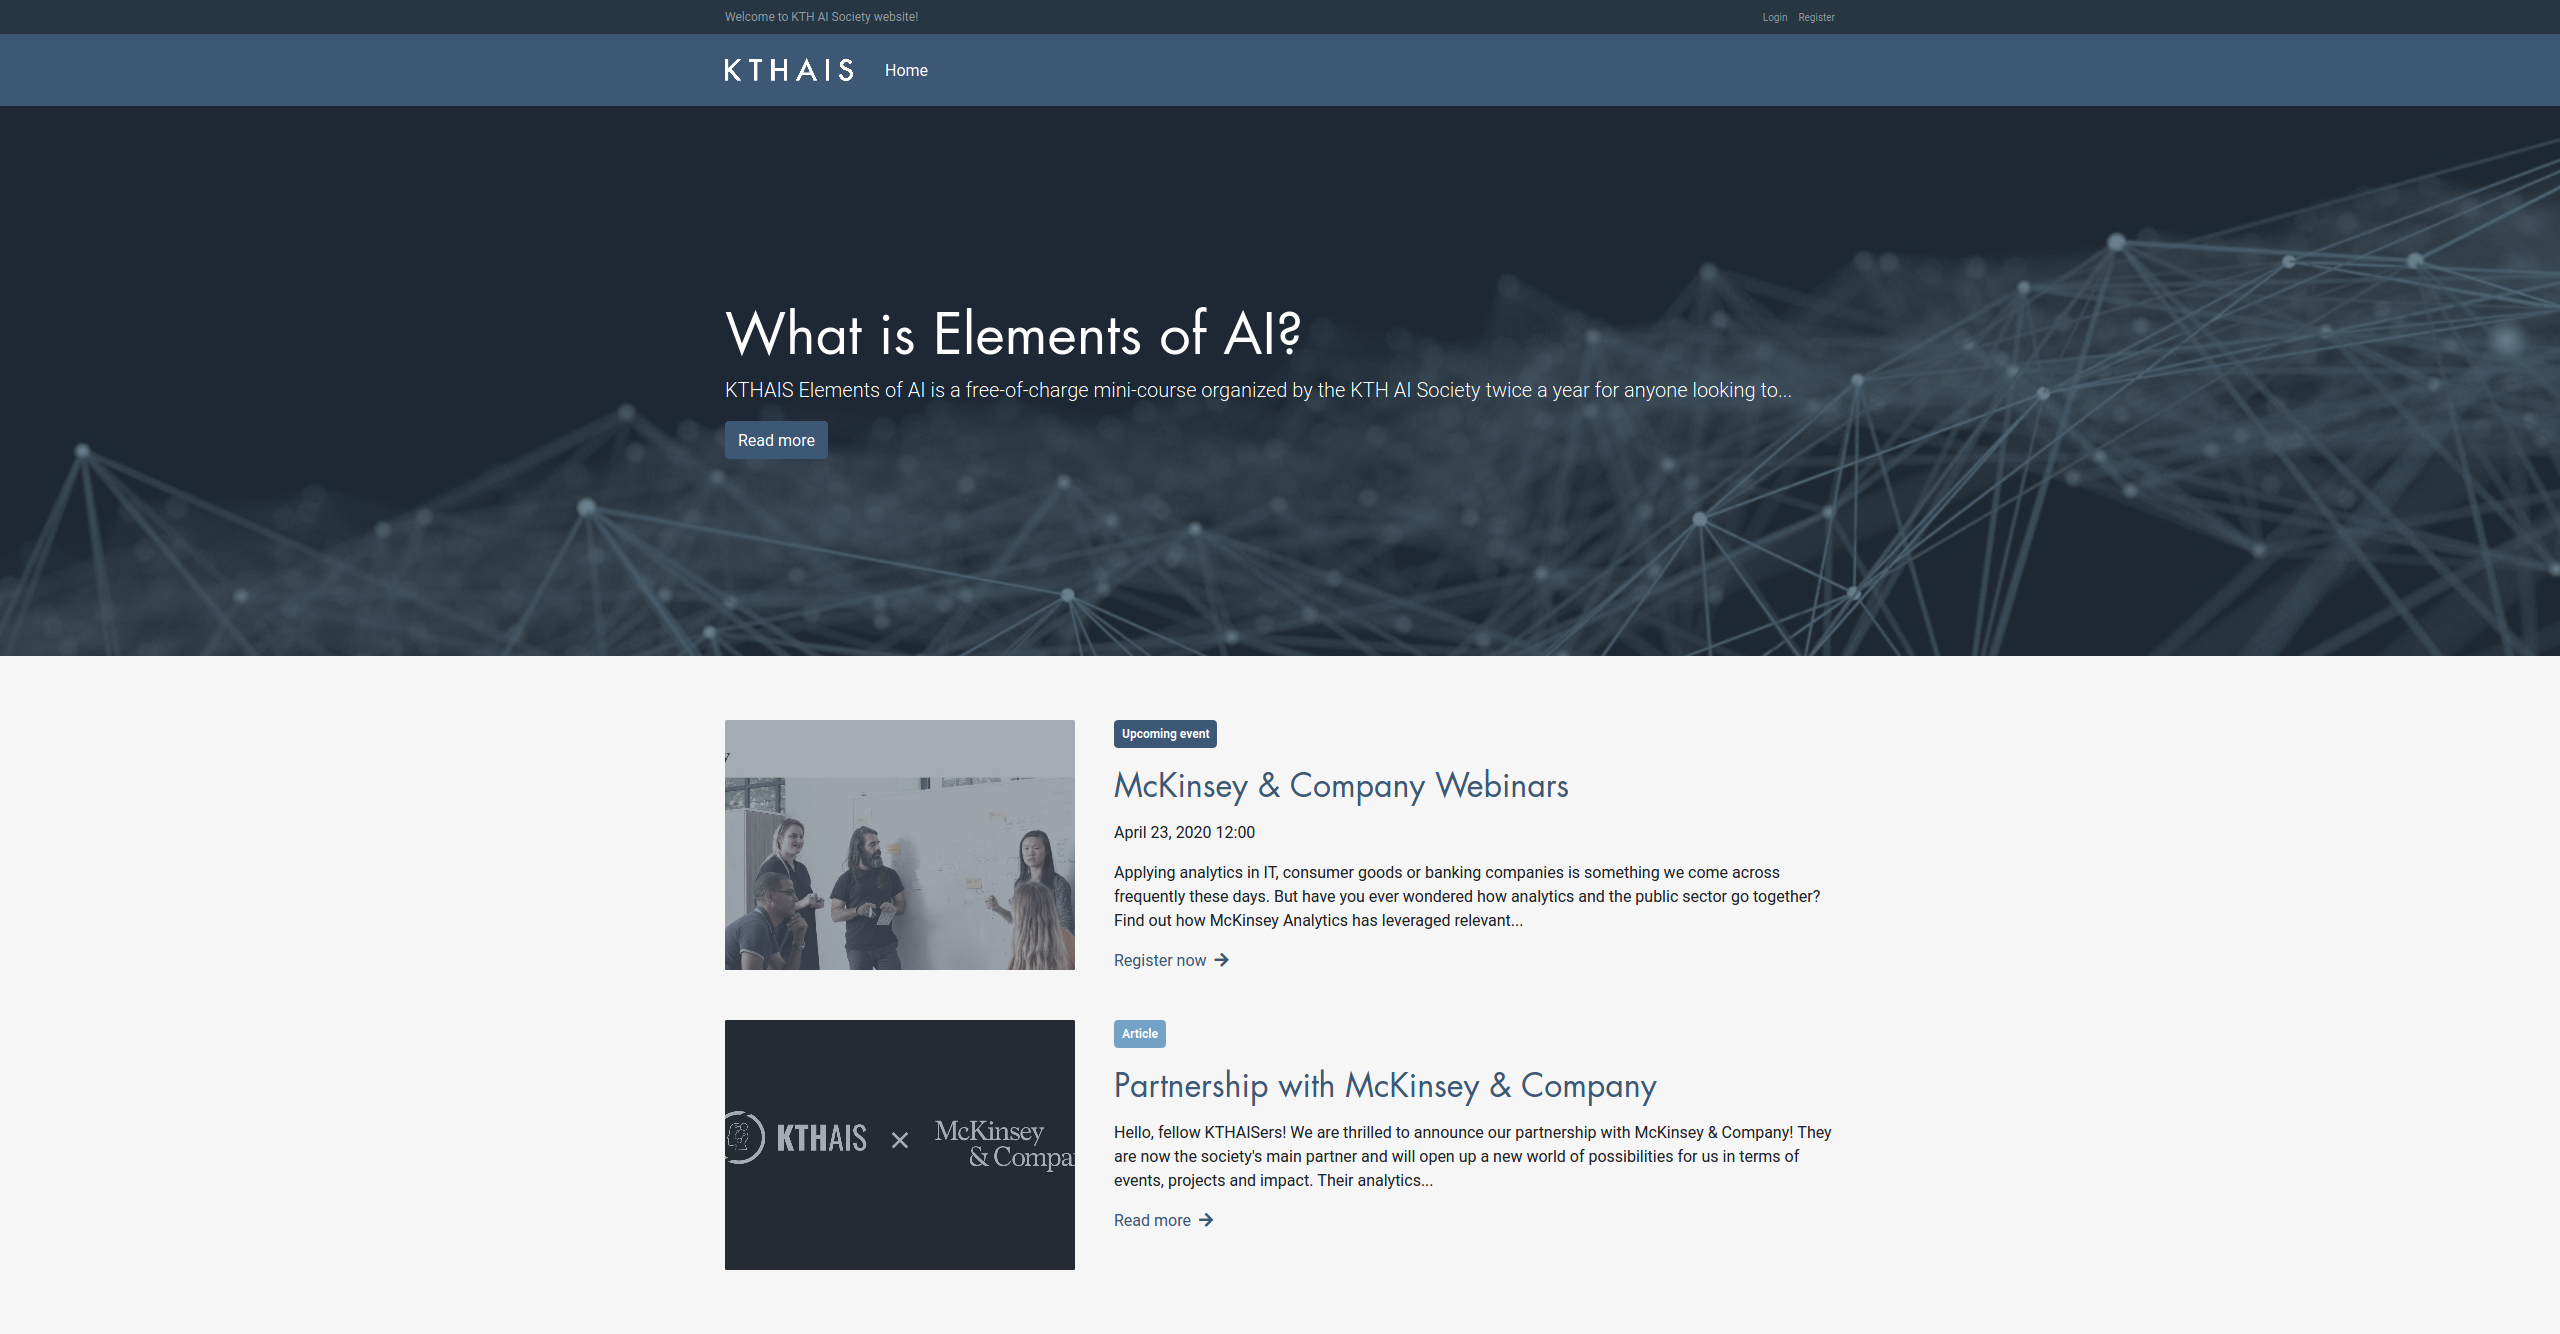 Welcome to KTH AI Society website!
Login Register
KTHAIS Home
What is Elements of AI?
KTHAIS Elements of AI is a free-of-charge mini-course organized by the KTH AI Society twice a year for anyone looking to...
Read more
Upcoming event
McKinsey & Company Webinars
April 23, 2020 12:00
Applying analytics in IT, consumer goods or banking companies is something we come across
frequently these days. But have you ever wondered how analytics and the public sector go together?
Find out how McKinsey Analytics has leveraged relevant...
Register now
KTHAIS × McKinsey
& Compa
Article
Partnership with McKinsey & Company
Hello, fellow KTHAISers! We are thrilled to announce our partnership with McKinsey & Company! They
are now the society's main partner and will open up a new world of possibilities for us in terms of
events, projects and impact. Their analytics...
Read more